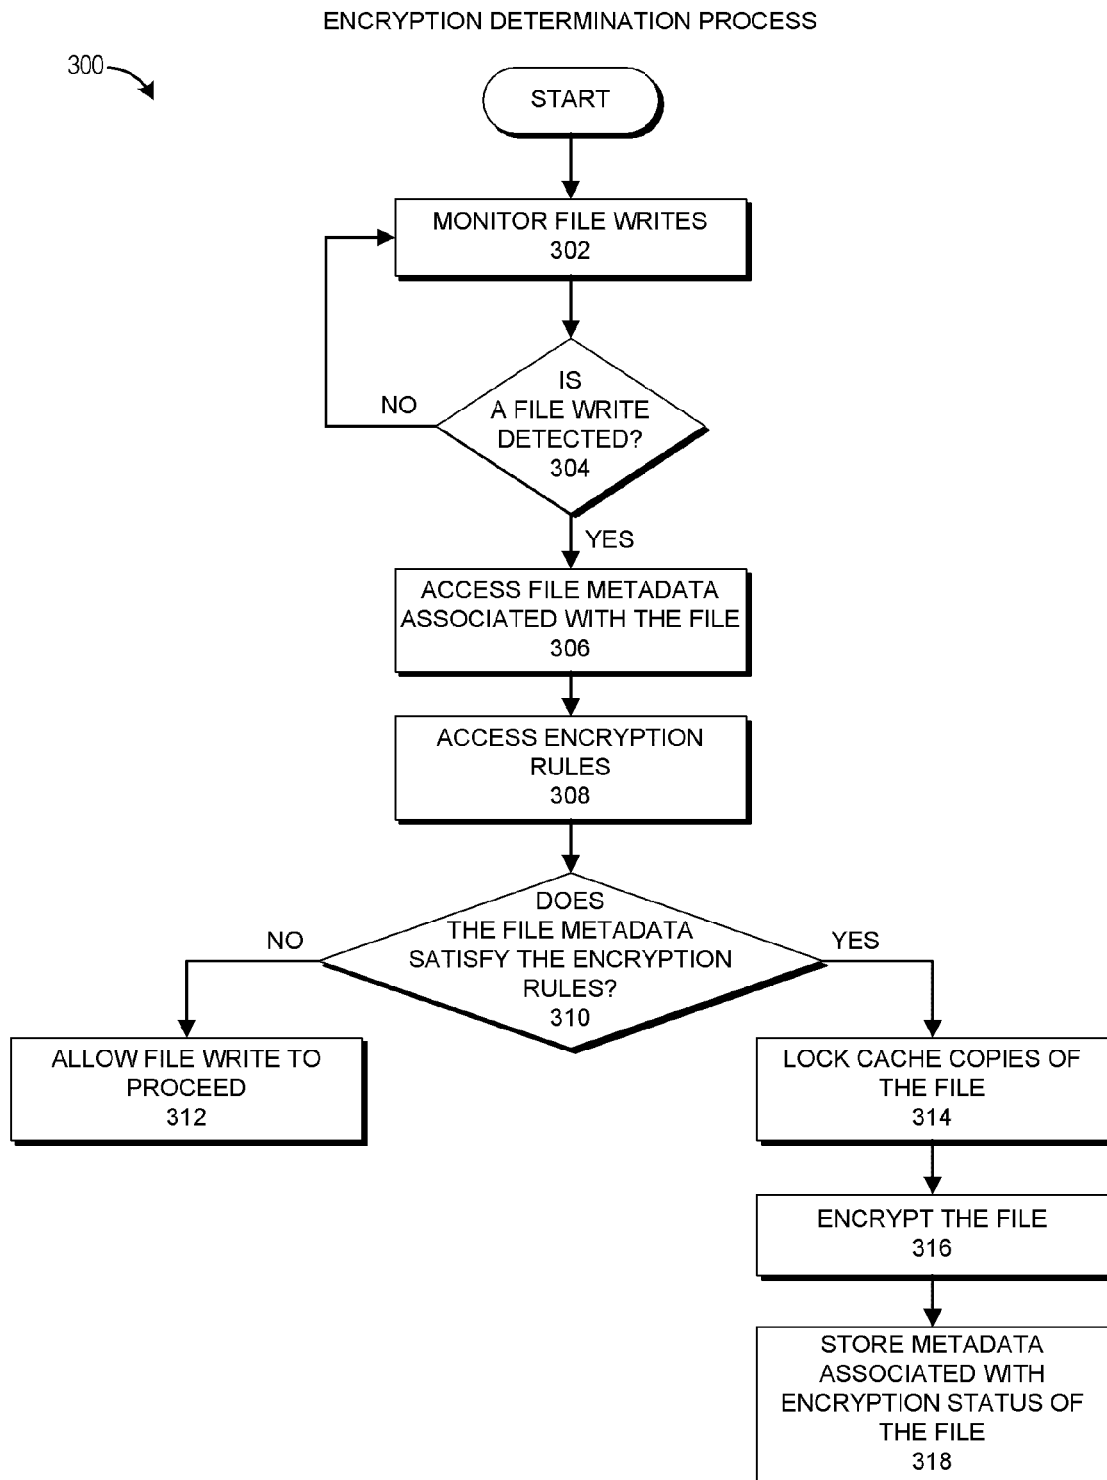 ENCRYPTION DETERMINATION PROCESS
300
START
MONITOR FILE WRITES
302
IS
A FILE WRITE
DETECTED?
304
NO
YES
ACCESS FILE METADATA
ASSOCIATED WITH THE FILE
306
ACCESS ENCRYPTION
RULES
308
DOES
THE FILE METADATA
SATISFY THE ENCRYPTION
RULES?
310
NO
YES
ALLOW FILE WRITE TO
PROCEED
312
LOCK CACHE COPIES OF
THE FILE
314
ENCRYPT THE FILE
316
STORE METADATA
ASSOCIATED WITH
ENCRYPTION STATUS OF
THE FILE
318